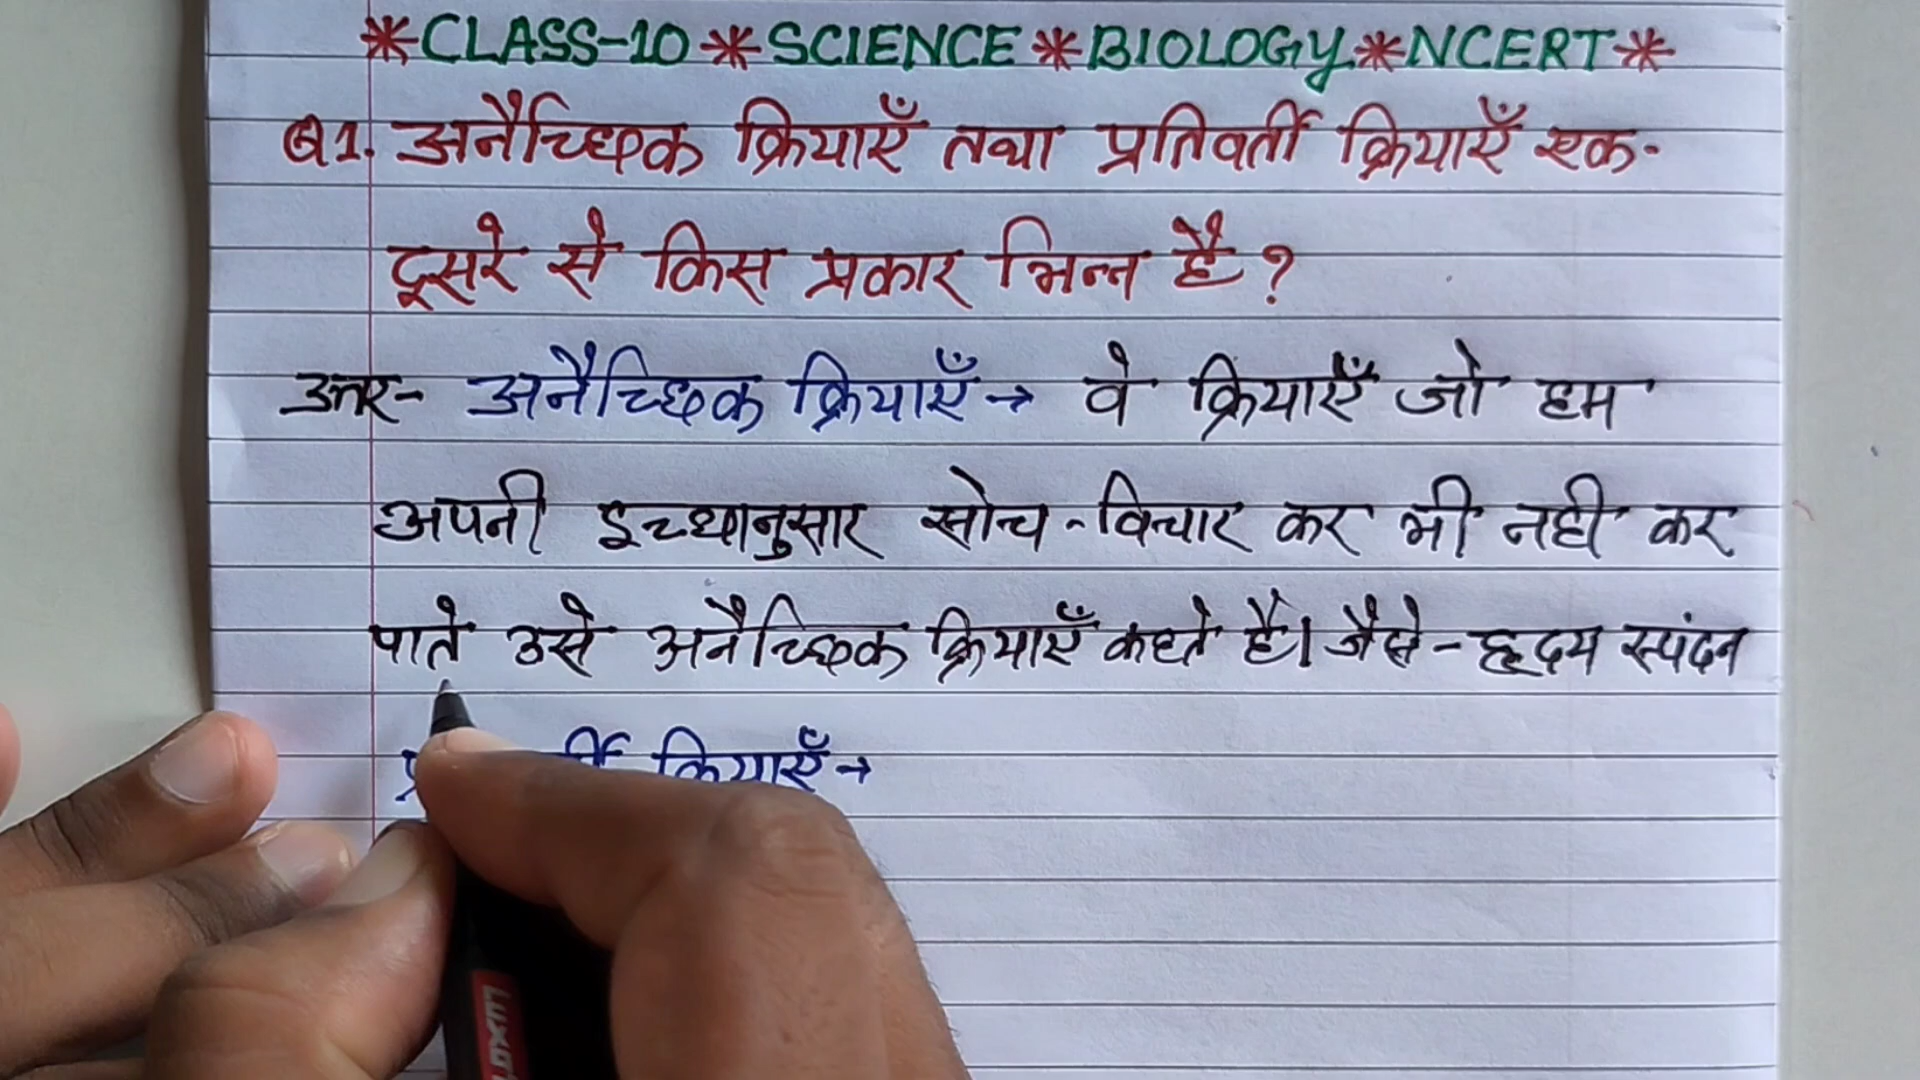 *CLASS-10*SCIENCE*BIOLOGY*NCERT*
Q1. अनैच्छिक क्रियाएँ तथा प्रतिवर्ती क्रियाएँ एक-
दूसरे से किस प्रकार भिन्न है?
उत्तर- अनैच्छिक क्रियाएँ→ वे क्रियाएँ जो हम
अपनी इच्छानुसार सोच-विचार कर भी नही कर
पाते उसे अनैच्छिक क्रियाएँ कहते है। जैसे-हृदय स्पंदन
क्रियाएँ→
LUXOR